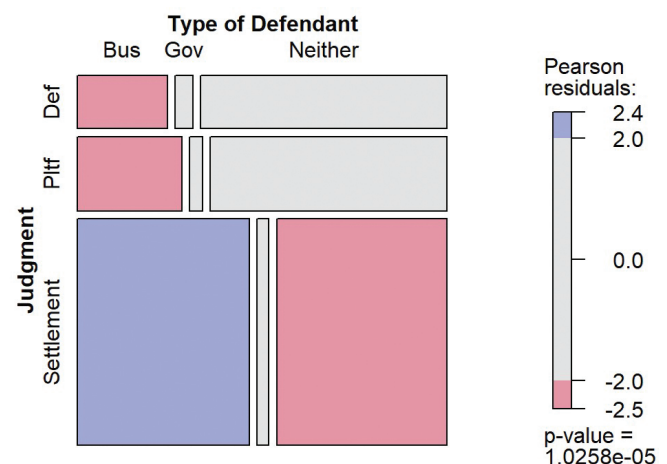 Type of Defendant
Bus Gov Neither
Judgment
Def
Pltf
Settlement
Pearson
residuals:
2.4
2.0
0.0
-2.0
-2.5
p-value =
1.0258e-05